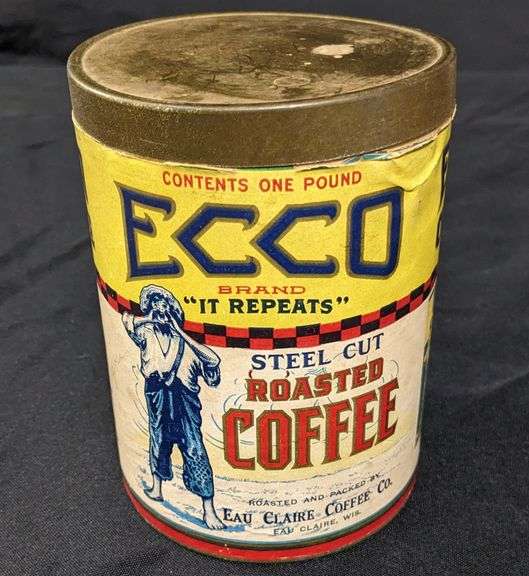 CONTENTS ONE POUND
ECCO
BRAND
"IT REPEATS"
STEEL CUT
ROASTED
COFFEE
ROASTED AND PACKED BY
EAU CLAIRE COFFEE CO.
EAU CLAIRE, WIS.